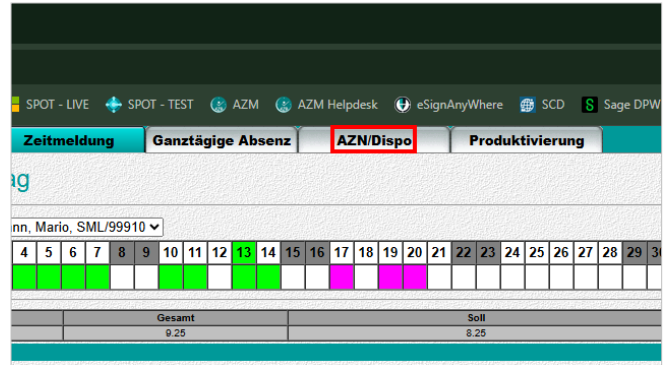 SPOT - LIVE SPOT - TEST AZM AZM Helpdesk eSignAnyWhere SCD S Sage DPW
Zeitmeldung Ganztägige Absenz AZN/Dispo Produktivierung
ag
nn, Mario, SML/99910
4 5 6 7 8 9 10 11 12 13 14 15 16 17 18 19 20 21 22 23 24 25 26 27 28 29
Gesamt Soll
9.25 8.25